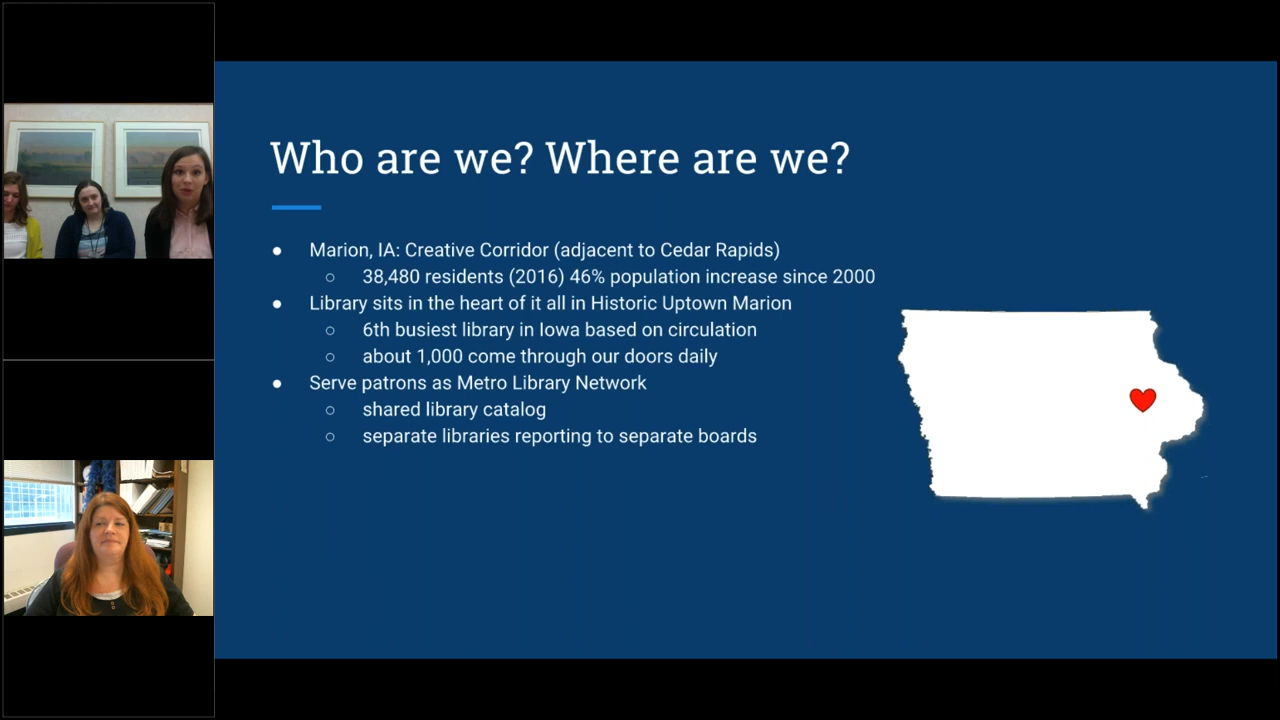 Who are we? Where are we?
● Marion, IA: Creative Corridor (adjacent to Cedar Rapids)
○ 38,480 residents (2016) 46% population increase since 2000
● Library sits in the heart of it all in Historic Uptown Marion
○ 6th busiest library in Iowa based on circulation
○ about 1,000 come through our doors daily
● Serve patrons as Metro Library Network
○ shared library catalog
○ separate libraries reporting to separate boards